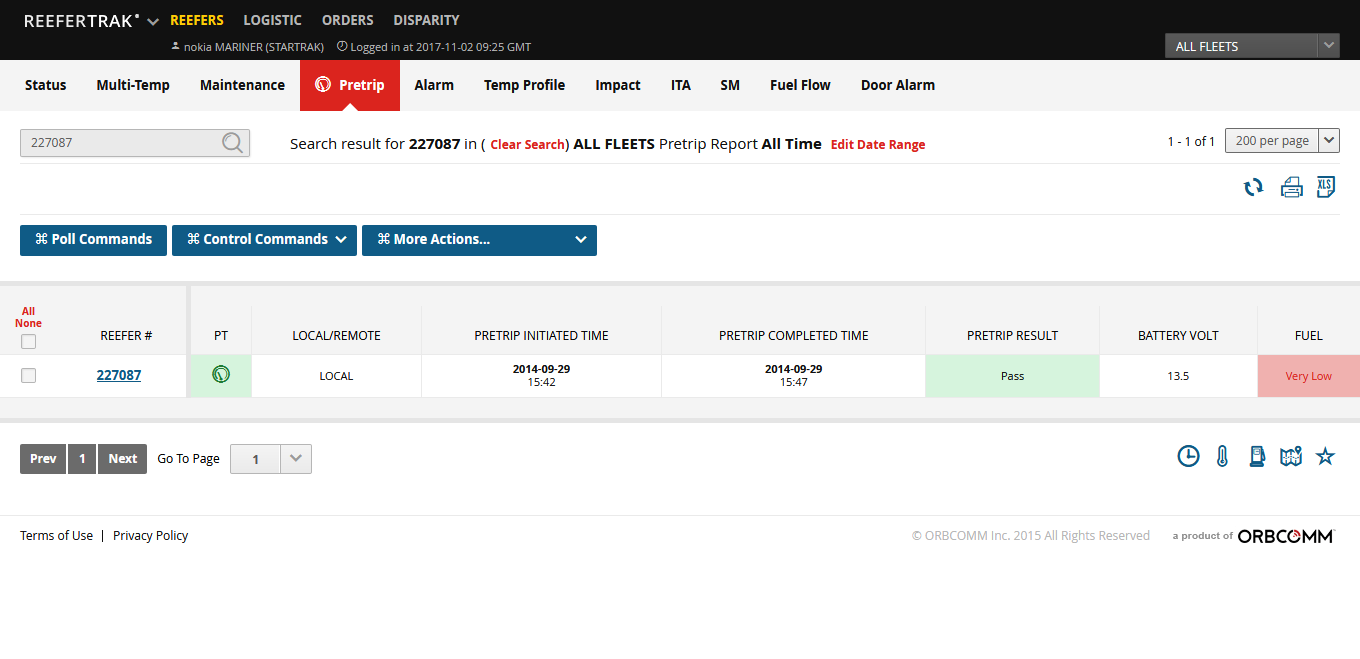 REEFERTRAK
REEFERS LOGISTIC ORDERS DISPARITY
nokia MARINER (STARTRAK) Logged in at 2017-11-02 09:25 GMT
ALL FLEETS
Status Multi-Temp Maintenance Pretrip Alarm Temp Profile Impact ITA SM Fuel Flow Door Alarm
227087
Search result for 227087 in ( Clear Search) ALL FLEETS Pretrip Report All Time Edit Date Range
1 - 1 of 1 200 per page
XLS
⌘ Poll Commands ⌘ Control Commands ⌘ More Actions...
All
None
REEFER # PT LOCAL/REMOTE PRETRIP INITIATED TIME PRETRIP COMPLETED TIME PRETRIP RESULT BATTERY VOLT FUEL
227087 LOCAL 2014-09-29 15:42 2014-09-29 15:47 Pass 13.5 Very Low
Prev 1 Next Go To Page 1
Terms of Use | Privacy Policy
© ORBCOMM Inc. 2015 All Rights Reserved a product of ORBCOMM